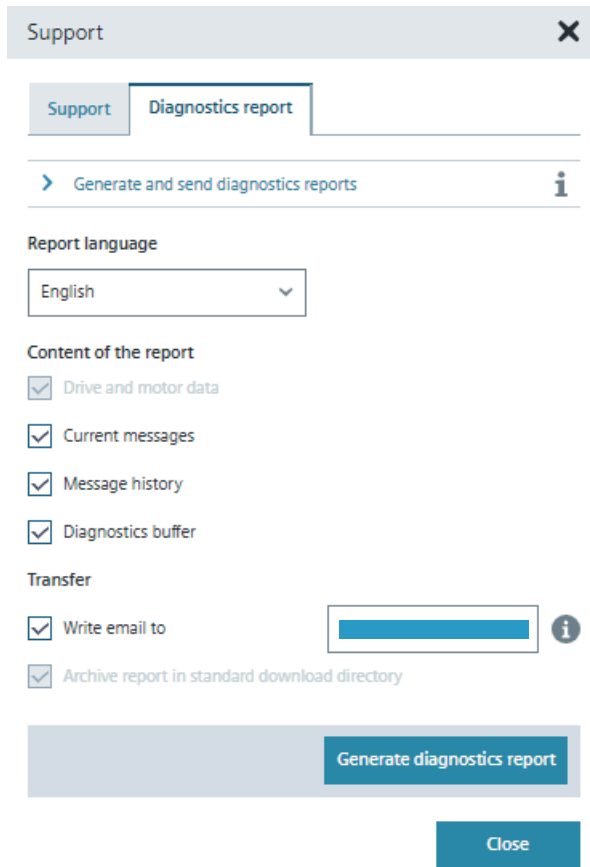 Support
Support
Diagnostics report
Generate and send diagnostics reports
Report language
English
Content of the report
Drive and motor data
Current messages
Message history
Diagnostics buffer
Transfer
Write email to
Archive report in standard download directory
Generate diagnostics report
Close